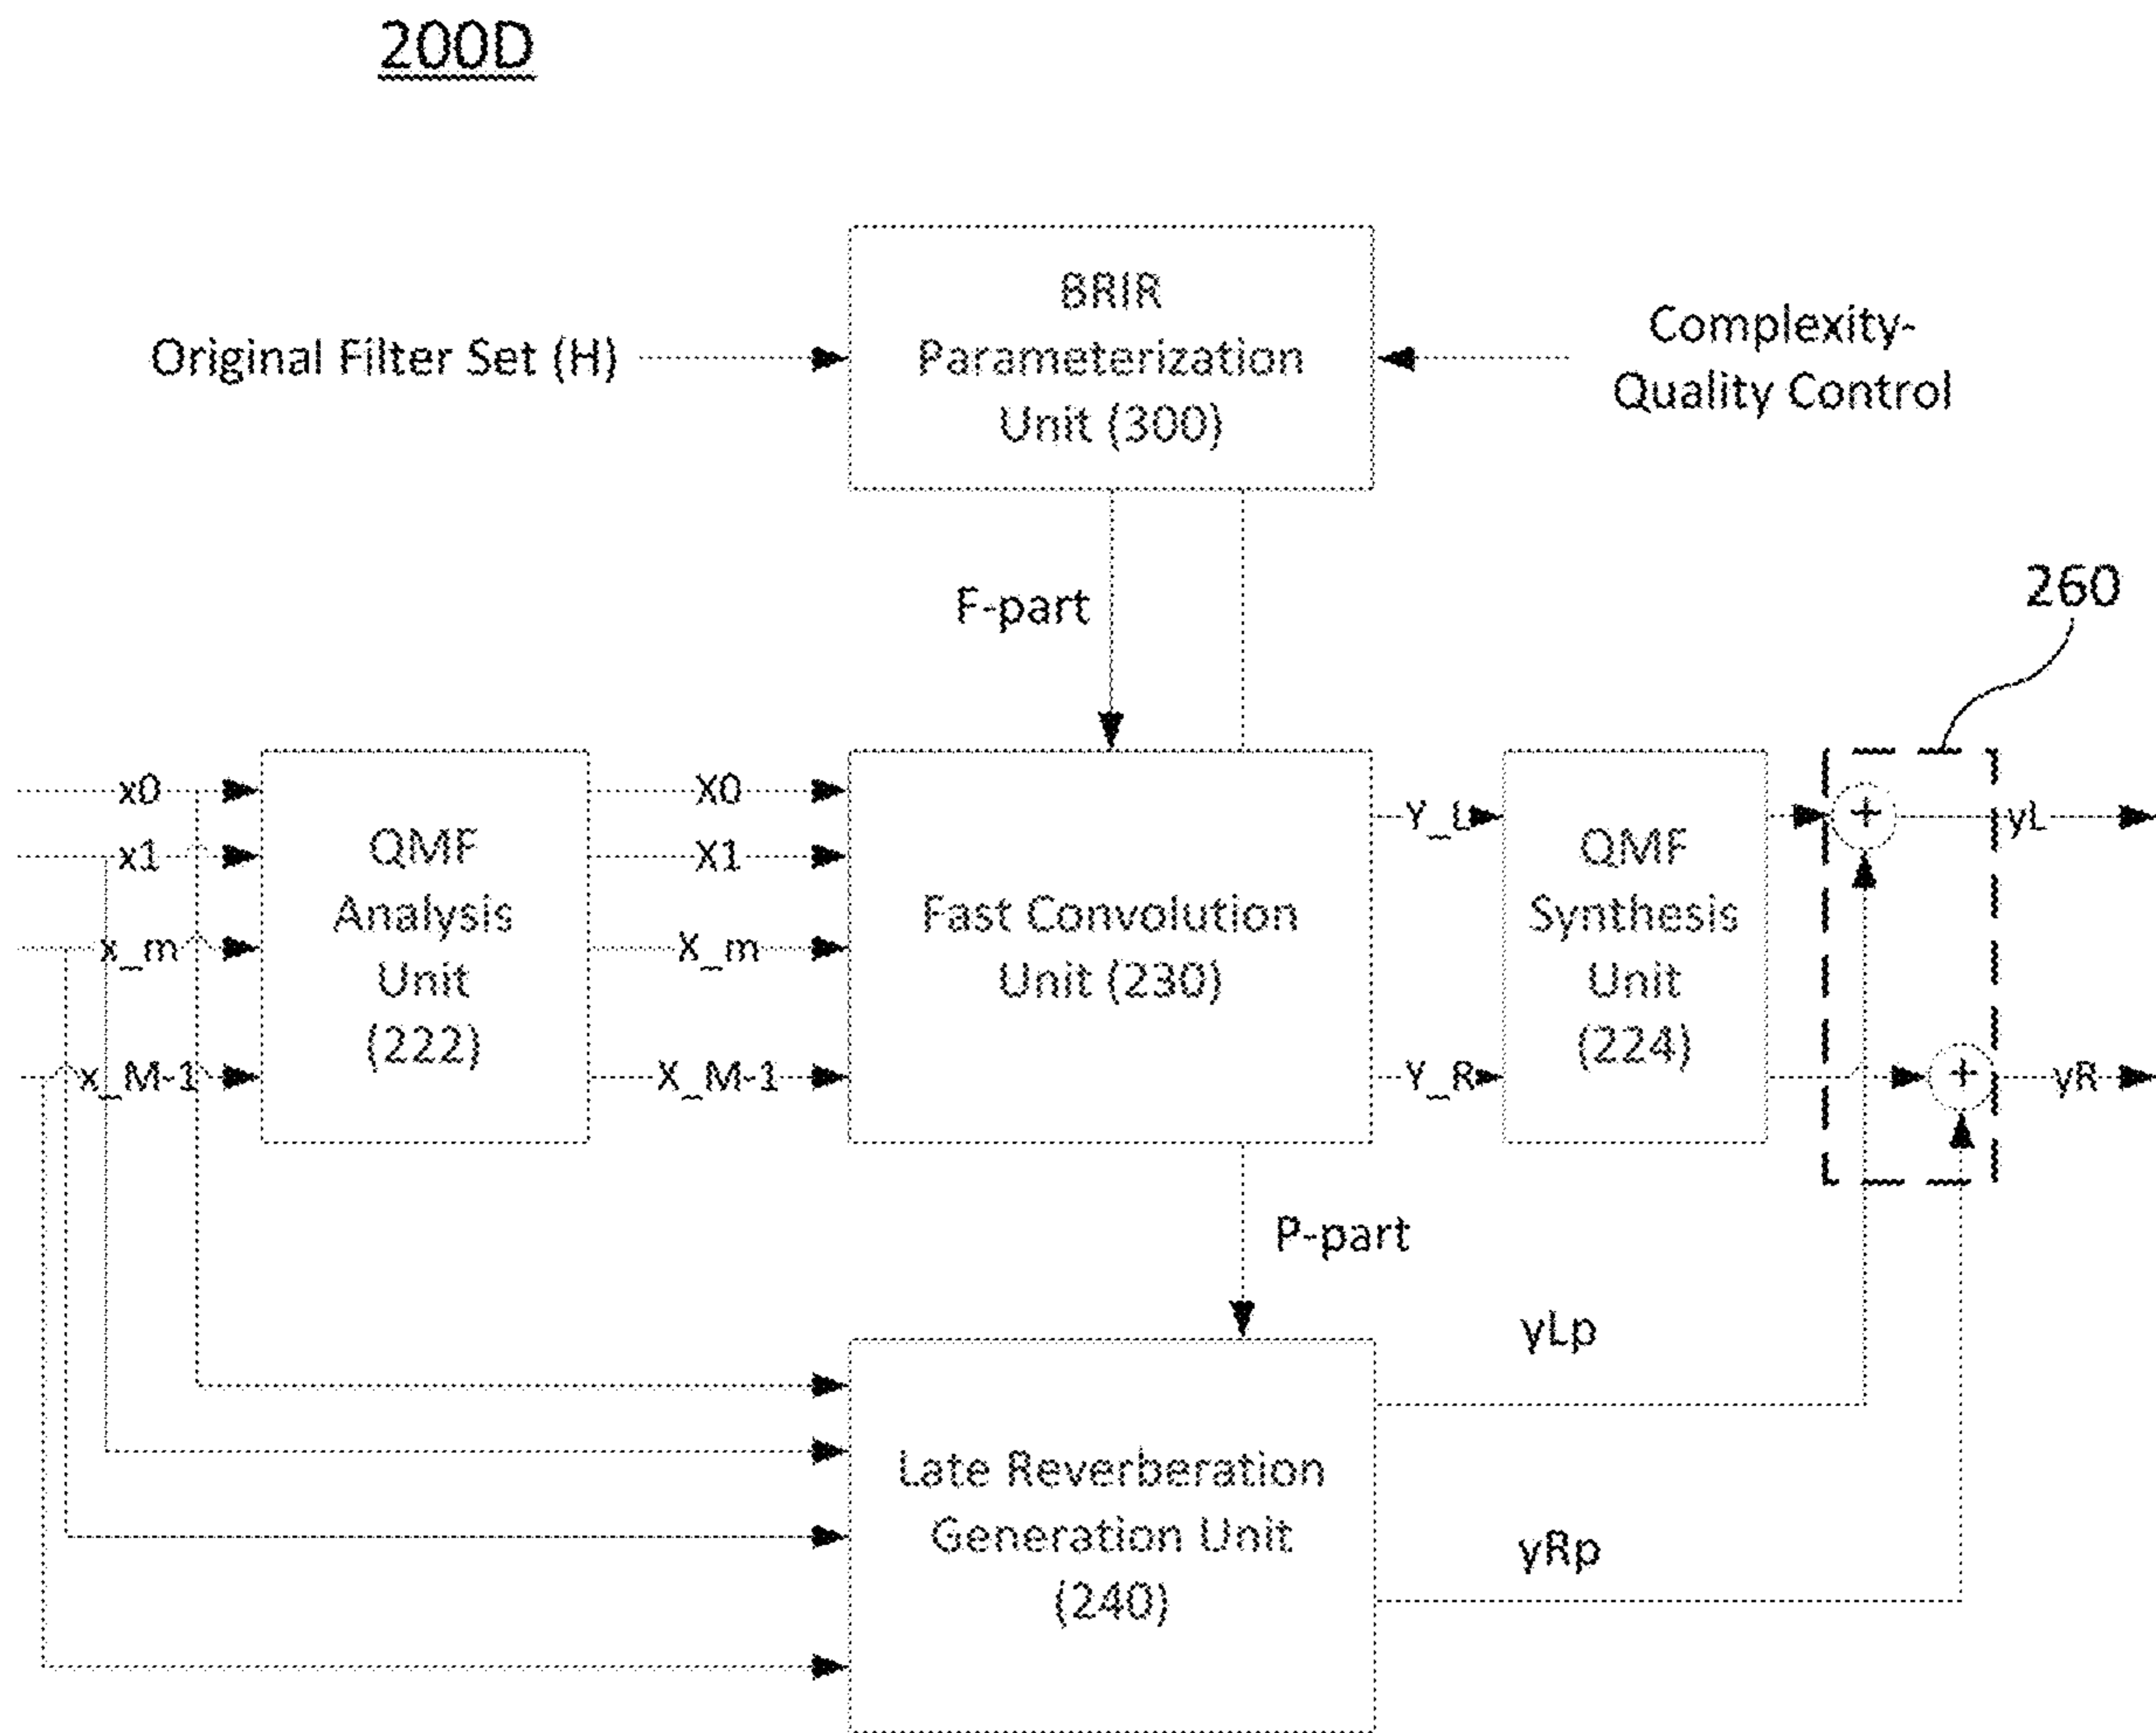 200D
BRIR
Parameterization
Unit (300)
Original Filter Set (H)
Complexity-
Quality Control
F-part
260
x0
x1
x_m
x_M-1
QMF
Analysis
Unit
(222)
X0
X1
X_m
X_M-1
Fast Convolution
Unit (230)
Y_L
Y_R
QMF
Synthesis
Unit
(224)
+
+
yL
yR
P-part
yLp
Late Reverberation
Generation Unit
(240)
yRp